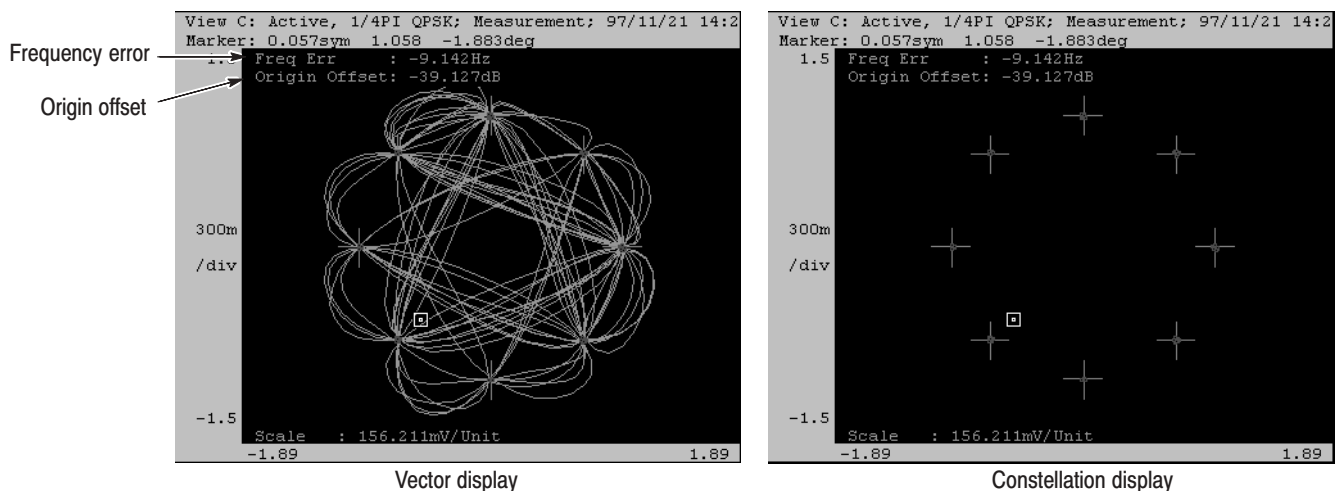 View C: Active, 1/4PI QPSK; Measurement; 97/11/21 14:2
Marker: 0.057sym 1.058 -1.883deg
Frequency error
Freq Err : -9.142Hz
Origin offset
Origin Offset: -39.127dB
300m
/div
-1.5
Scale : 156.211mV/Unit
-1.89 1.89
Vector display
View C: Active, 1/4PI QPSK; Measurement; 97/11/21 14:2
Marker: 0.057sym 1.058 -1.883deg
1.5 Freq Err : -9.142Hz
Origin Offset: -39.127dB
300m
/div
-1.5
Scale : 156.211mV/Unit
-1.89 1.89
Constellation display